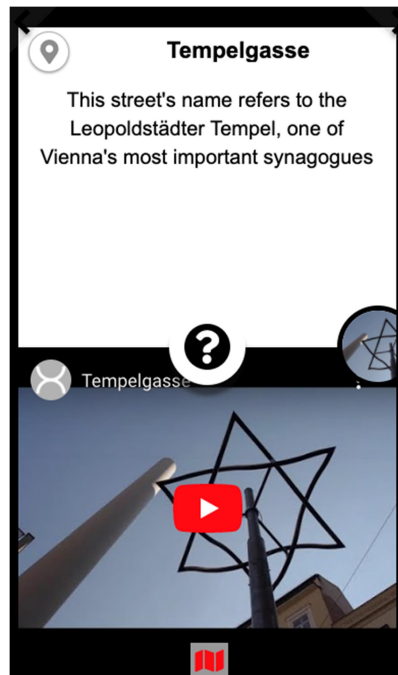 Tempelgasse
This street's name refers to the
Leopoldstädter Tempel, one of
Vienna's most important synagogues
?
Tempelgasse